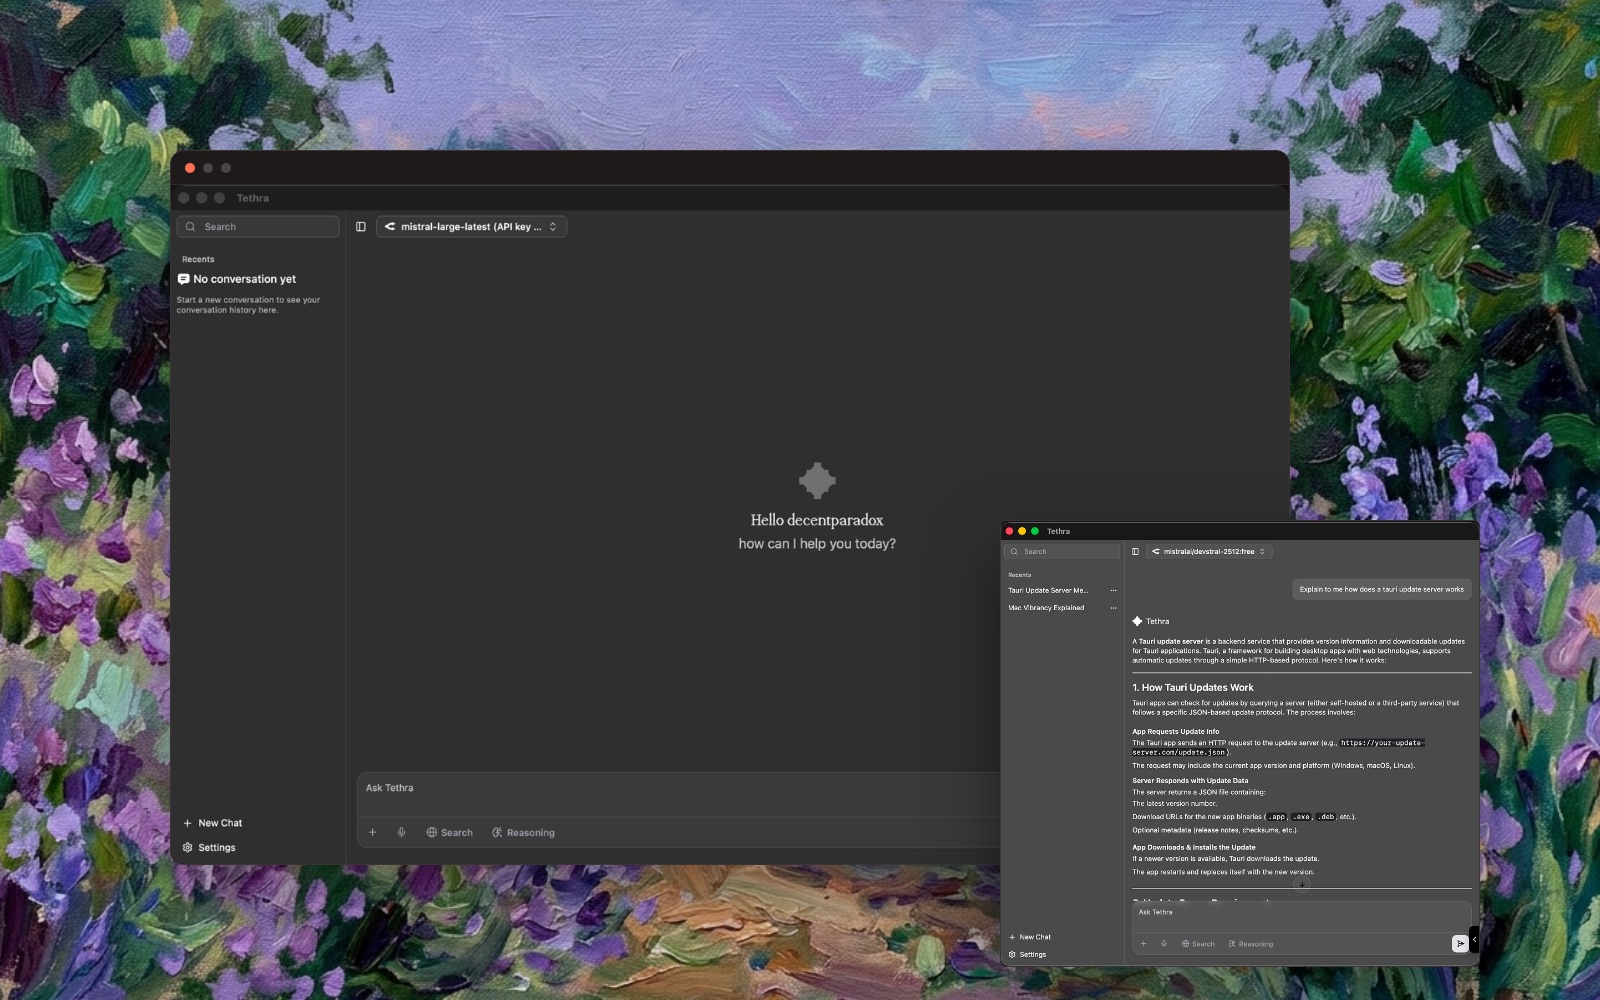 Tethra
Search
mistral-large-latest (API key ...
Recents
No conversation yet
Start a new conversation to see your
conversation history here.
Hello decentparadox
how can I help you today?
Ask Tethra
Search
Reasoning
New Chat
Settings
Tethra
Search
mistralai/devstral-2512:free
Recents
Tauri Update Server Me...
Mac Vibrancy Explained
Explain to me how does a tauri update server works
Tethra
A Tauri update server is a backend service that provides version information and downloadable updates
for Tauri applications. Tauri, a framework for building desktop apps with web technologies, supports
automatic updates through a simple HTTP-based protocol. Here's how it works:
1. How Tauri Updates Work
Tauri apps can check for updates by querying a server (either self-hosted or a third-party service) that
follows a specific JSON-based update protocol. The process involves:
App Requests Update Info
The Tauri app sends an HTTP request to the update server (e.g., https://your-update-
server.com/update.json).
The request may include the current app version and platform (Windows, macOS, Linux).
Server Responds with Update Data
The server returns a JSON file containing:
The latest version number.
Download URLs for the new app binaries (.app, .exe, .deb, etc.).
Optional metadata (release notes, checksums, etc.).
App Downloads & Installs the Update
If a newer version is available, Tauri downloads the update.
The app restarts and replaces itself with the new version.
Ask Tethra
Search
Reasoning
New Chat
Settings